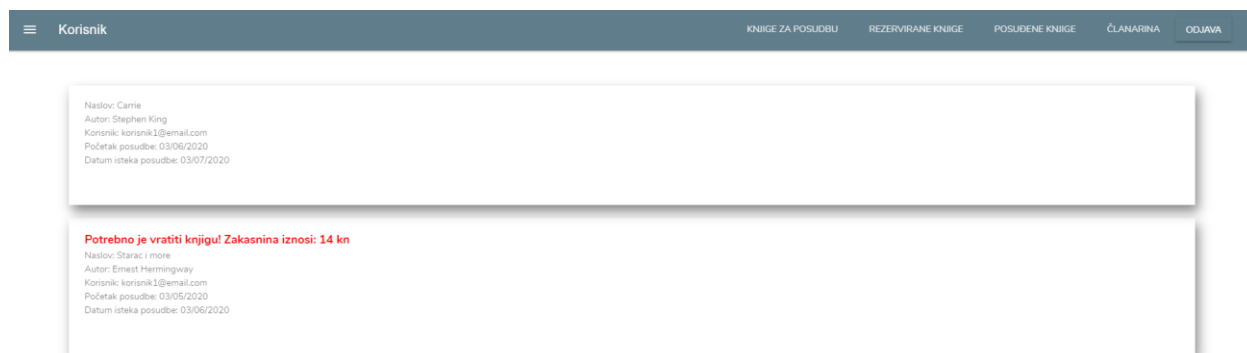 Korisnik
KNJIGE ZA POSUDBU
REZERVIRANE KNJIGE
POSUĐENE KNJIGE
ČLANARINA
ODJAVA
Naslov: Carrie
Autor: Stephen King
Korisnik: korisnik1@email.com
Početak posudbe: 03/06/2020
Datum isteka posudbe: 03/07/2020
Potrebno je vratiti knjigu! Zakasnina iznosi: 14 kn
Naslov: Starac i more
Autor: Ernest Hermingway
Korisnik: korisnik1@email.com
Početak posudbe: 03/05/2020
Datum isteka posudbe: 03/06/2020